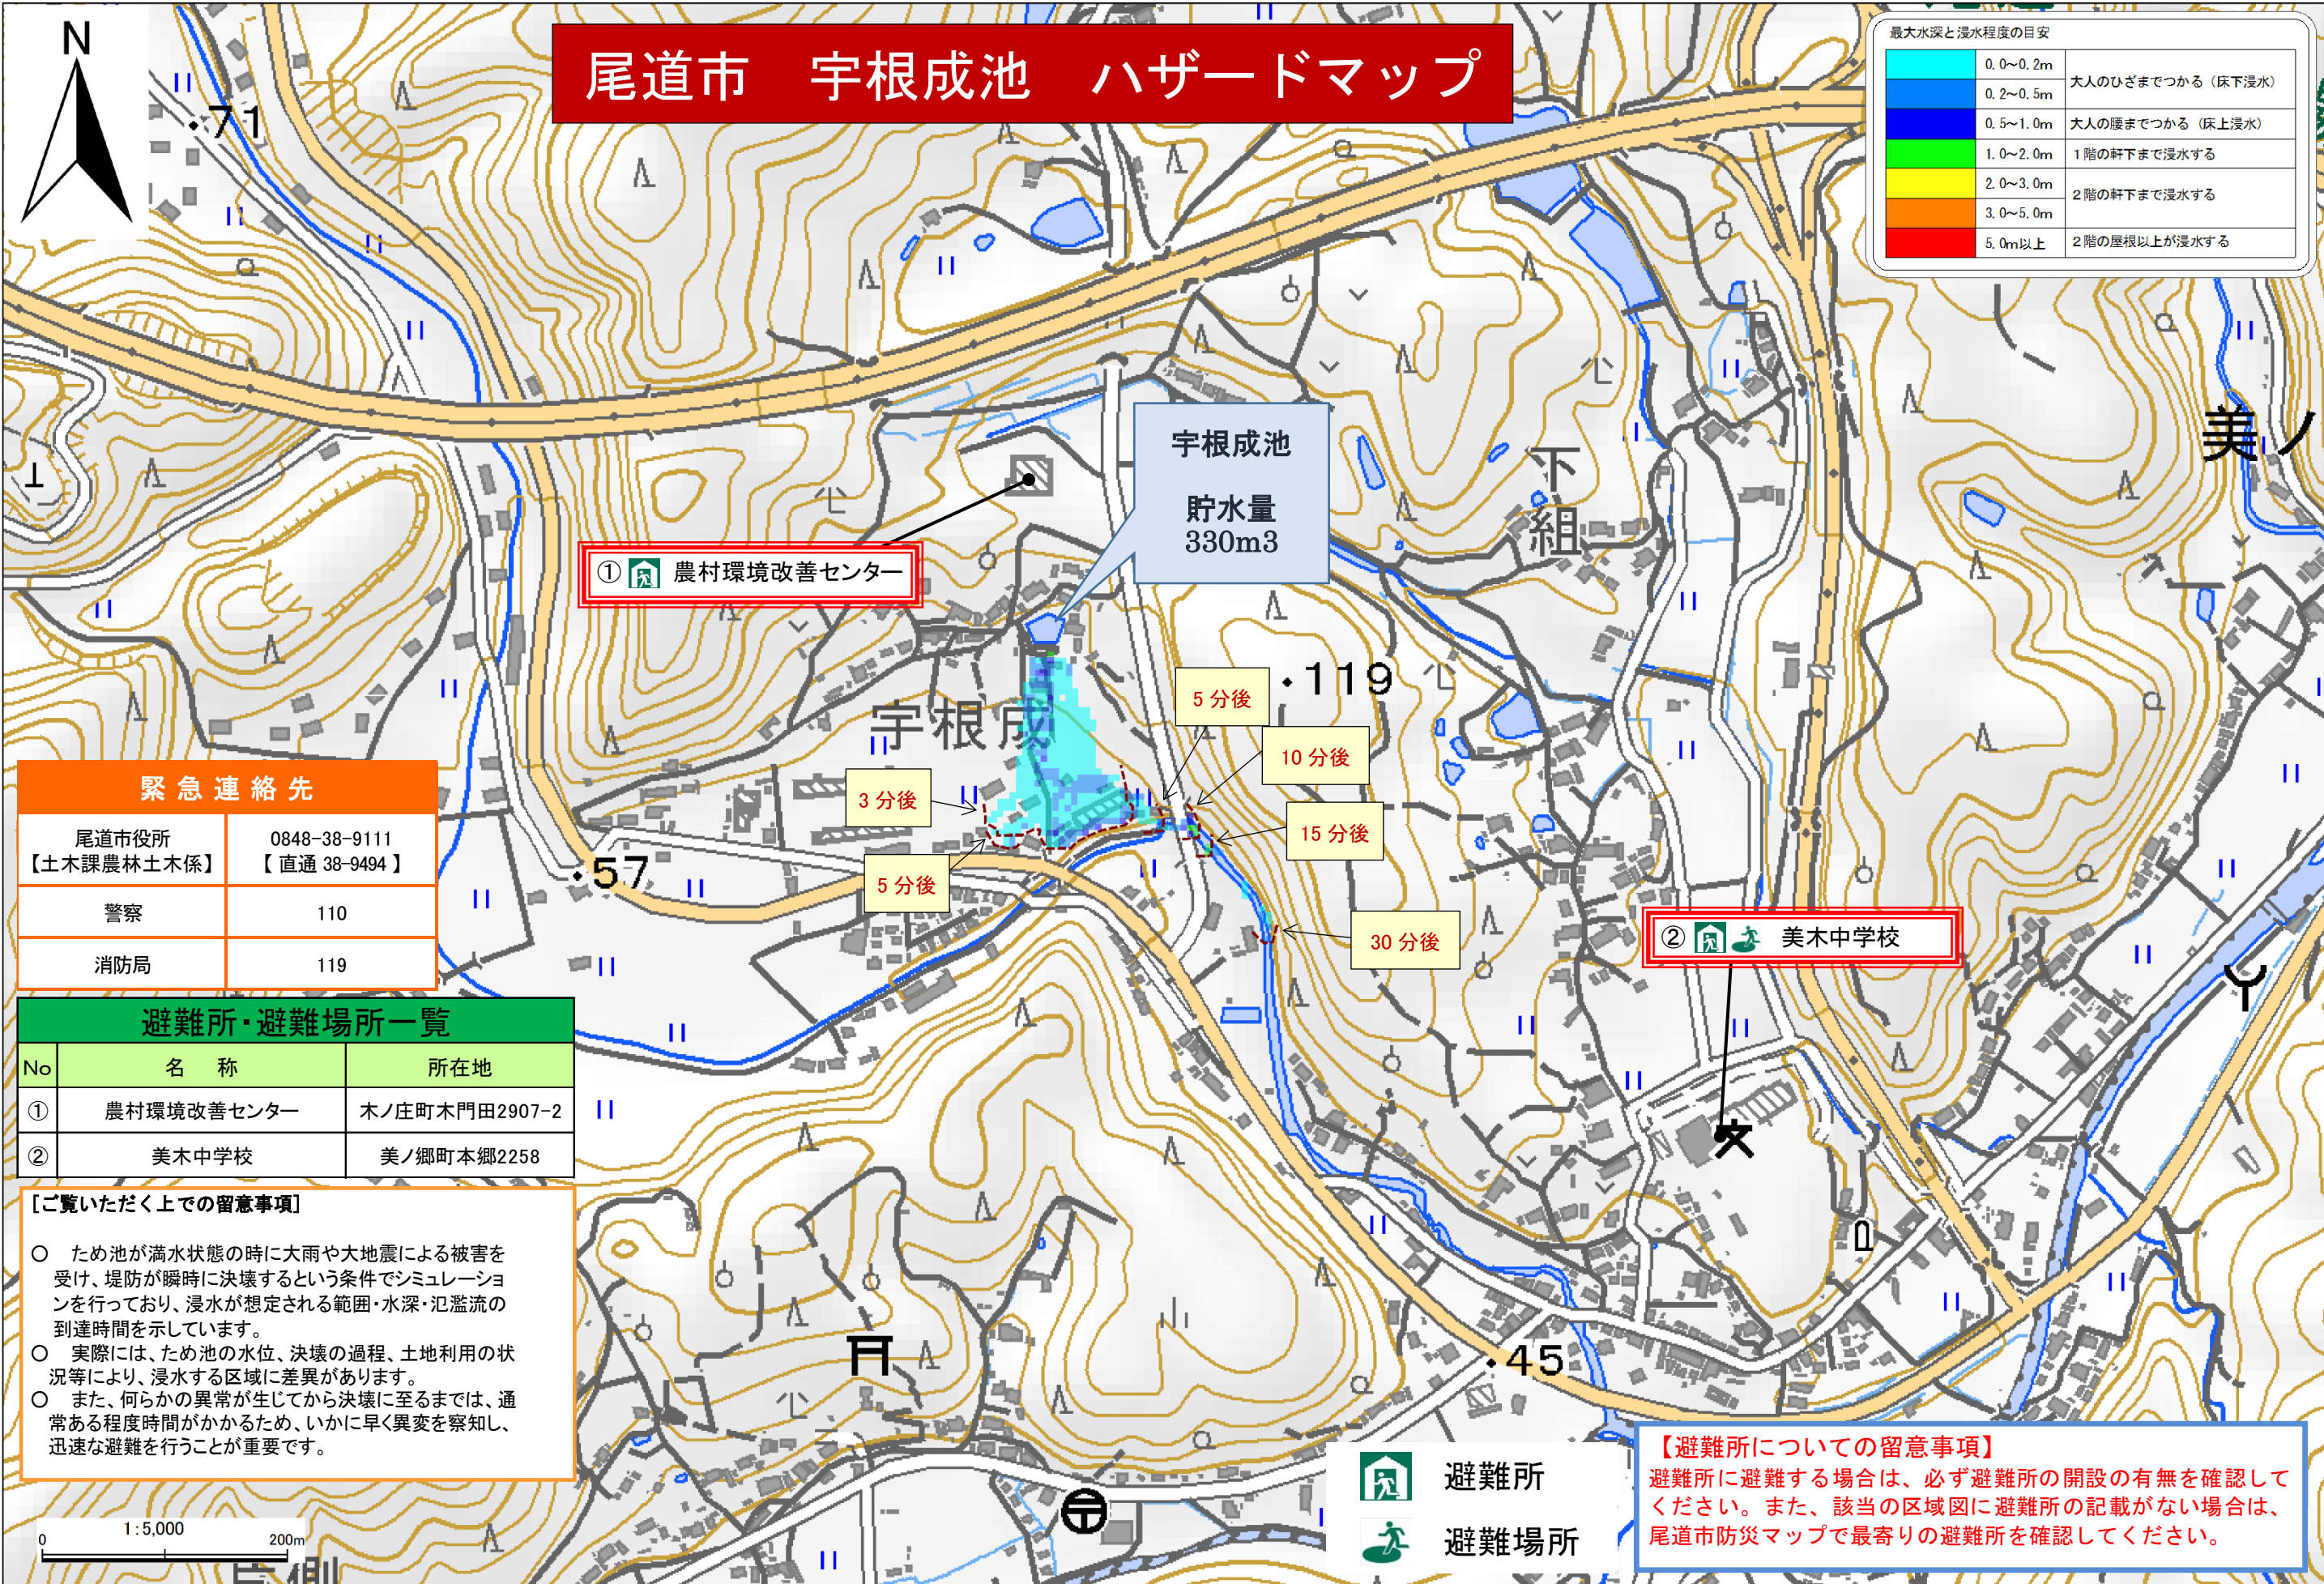 N
尾道市　宇根成池　ハザードマップ
最大水深と浸水程度の目安
0.0～0.2m
大人のひざまでつかる（床下浸水）
0.2～0.5m
0.5～1.0m 大人の腰までつかる（床上浸水）
1.0～2.0m 1階の軒下まで浸水する
2.0～3.0m
2階の軒下まで浸水する
3.0～5.0m
5.0m以上 2階の屋根以上が浸水する
・71
美ノ
宇根成池
貯水量
330m3
下組
① 農村環境改善センター
・119
宇根成
5分後
10分後
3分後
15分後
5分後
30分後
・57
② 美木中学校
・45
緊急連絡先
尾道市役所
【土木課農林土木係】
0848-38-9111
【 直通 38-9494 】
警察 110
消防局 119
避難所・避難場所一覧
No 名　称 所在地
① 農村環境改善センター 木ノ庄町木門田2907-2
② 美木中学校 美ノ郷町本郷2258
[ご覧いただく上での留意事項]
○　ため池が満水状態の時に大雨や大地震による被害を
受け、堤防が瞬時に決壊するという条件でシミュレーショ
ンを行っており、浸水が想定される範囲・水深・氾濫流の
到達時間を示しています。
○　実際には、ため池の水位、決壊の過程、土地利用の状
況等により、浸水する区域に差異があります。
○　また、何らかの異常が生じてから決壊に至るまでは、通
常ある程度時間がかかるため、いかに早く異変を察知し、
迅速な避難を行うことが重要です。
1:5,000
0 200m
避難所
避難場所
【避難所についての留意事項】
避難所に避難する場合は、必ず避難所の開設の有無を確認して
ください。また、該当の区域図に避難所の記載がない場合は、
尾道市防災マップで最寄りの避難所を確認してください。